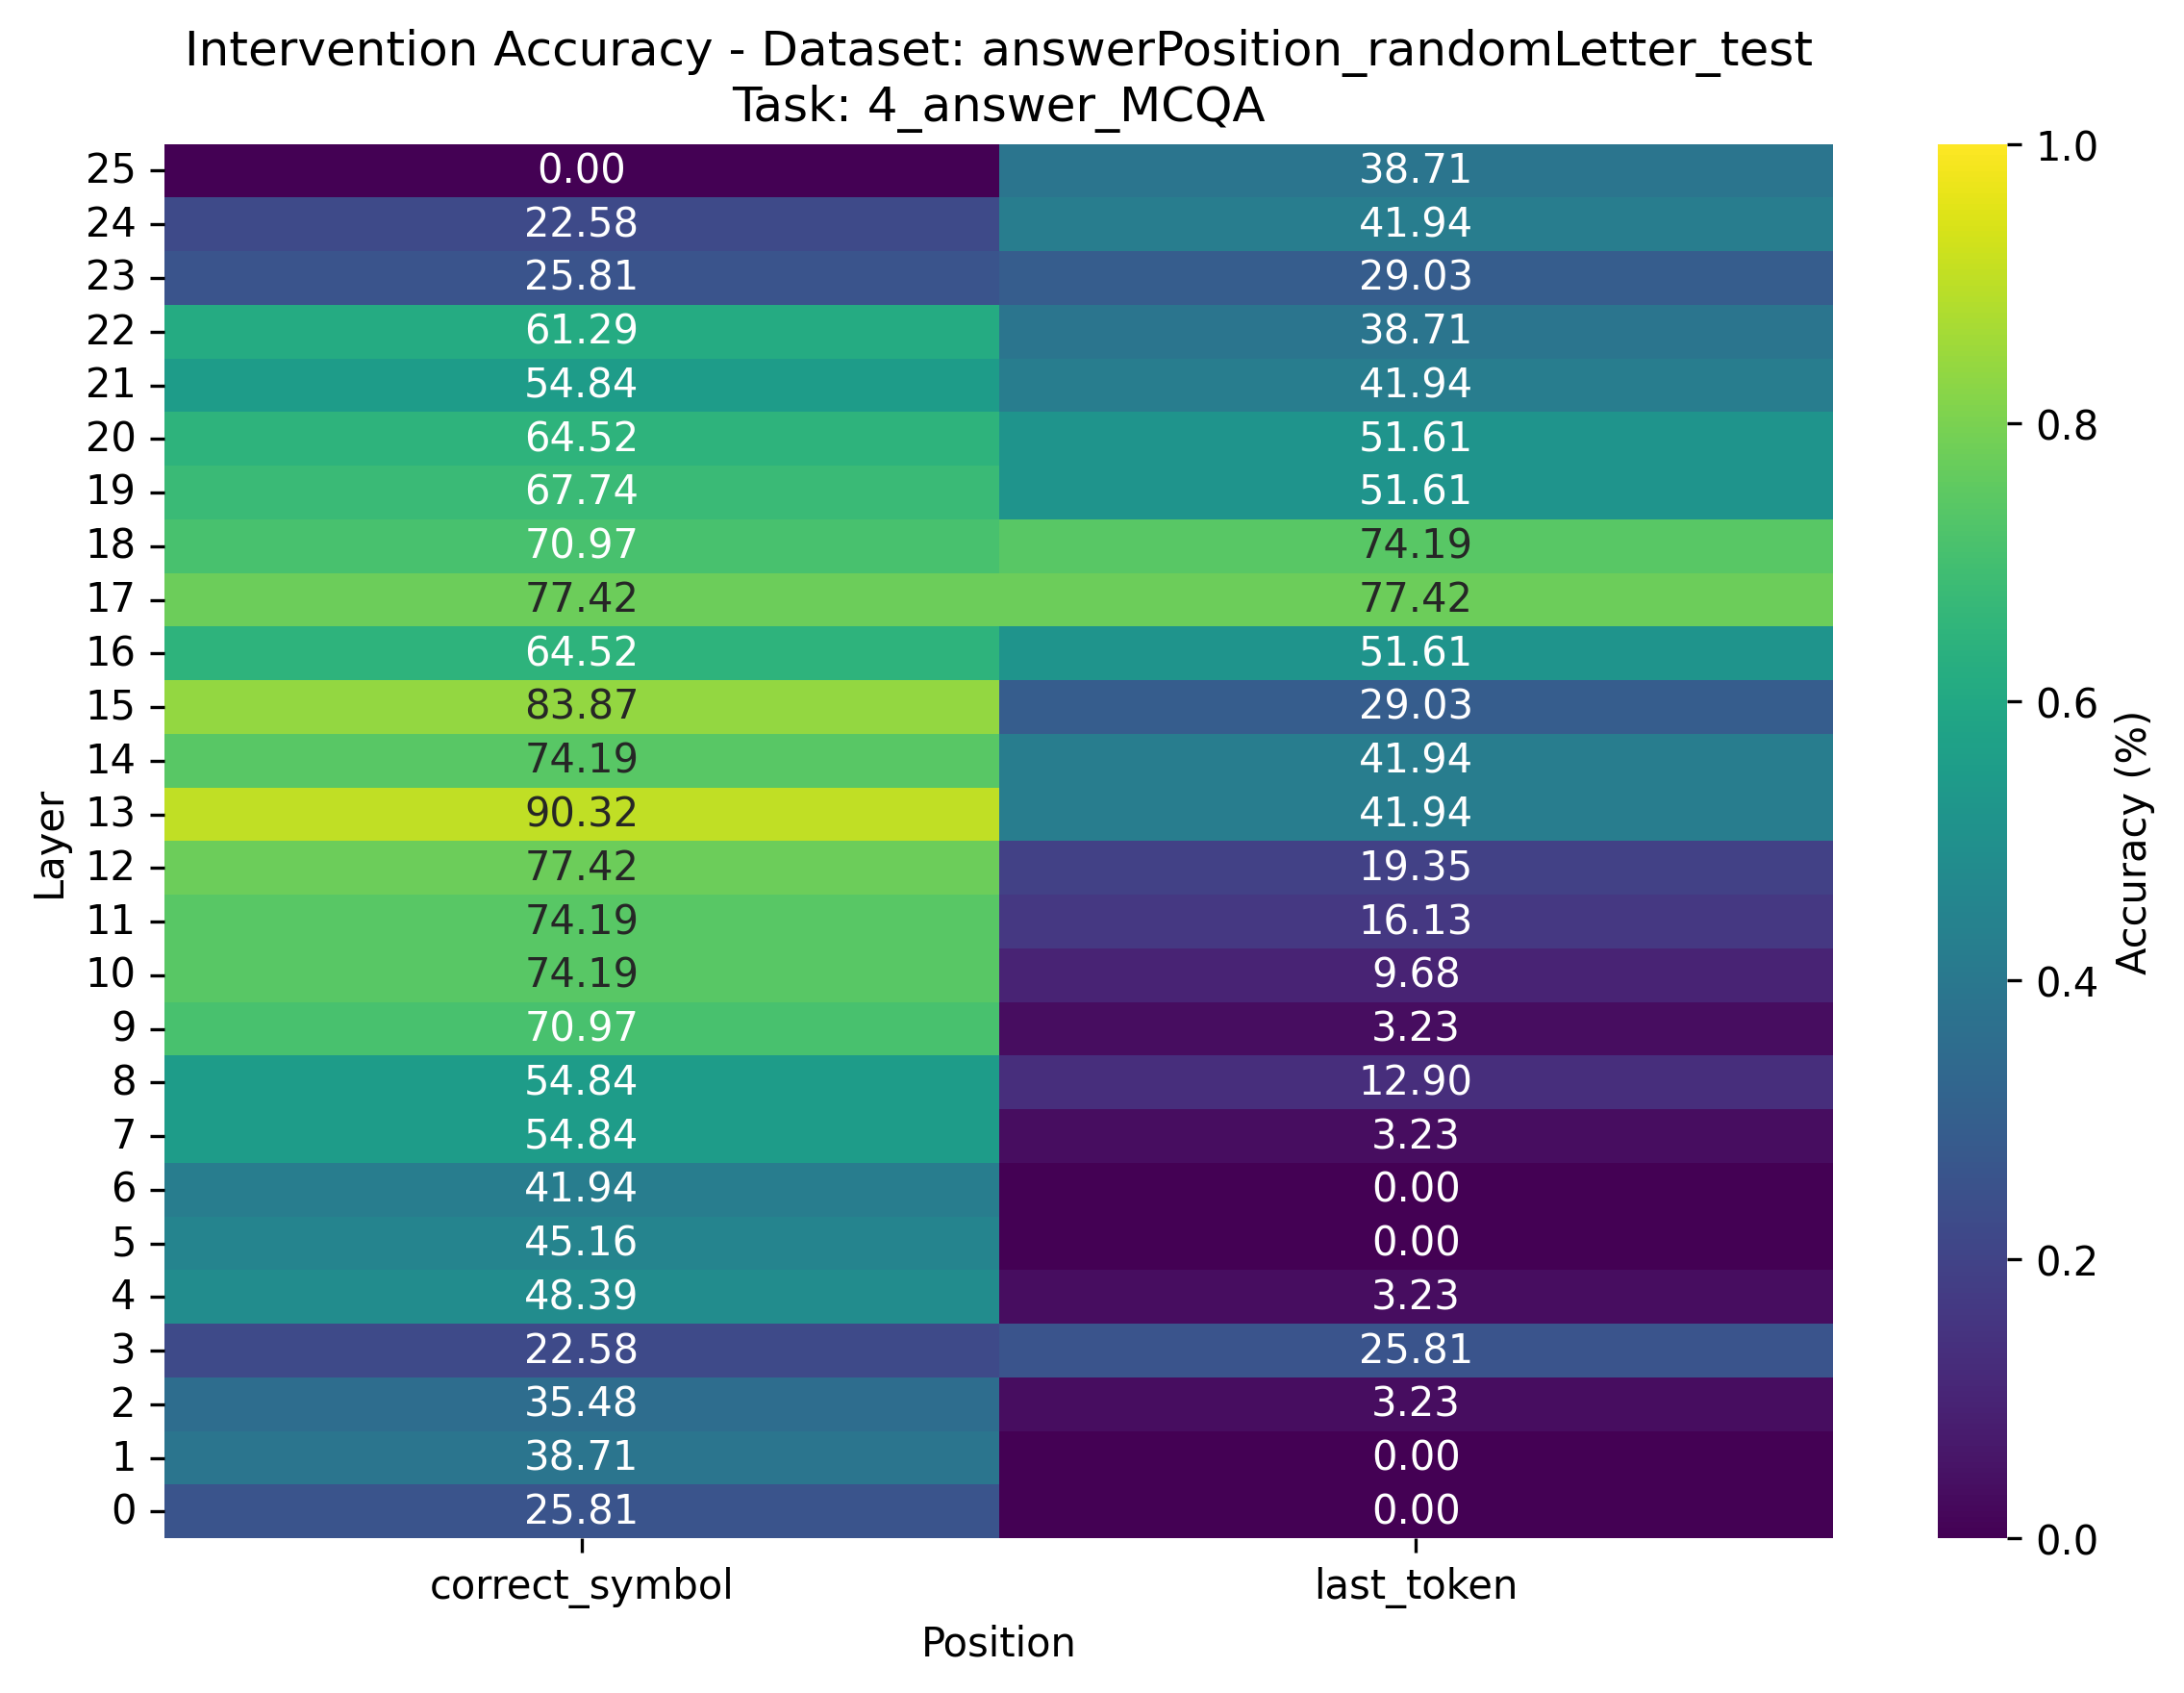 Intervention Accuracy - Dataset: answerPosition_randomLetter_test
Task: 4_answer_MCQA
25 0.00 38.71 1.0
24 22.58 41.94
23 25.81 29.03
22 61.29 38.71
21 54.84 41.94
20 64.52 51.61 0.8
19 67.74 51.61
18 70.97 74.19
17 77.42 77.42
16 64.52 51.61
15 83.87 29.03 0.6
14 74.19 41.94
13 90.32 41.94
12 77.42 19.35
11 74.19 16.13
10 74.19 9.68 0.4
9 70.97 3.23
8 54.84 12.90
7 54.84 3.23
6 41.94 0.00
5 45.16 0.00 0.2
4 48.39 3.23
3 22.58 25.81
2 35.48 3.23
1 38.71 0.00
0 25.81 0.00 0.0
Layer
Accuracy (%)
correct_symbol last_token
Position